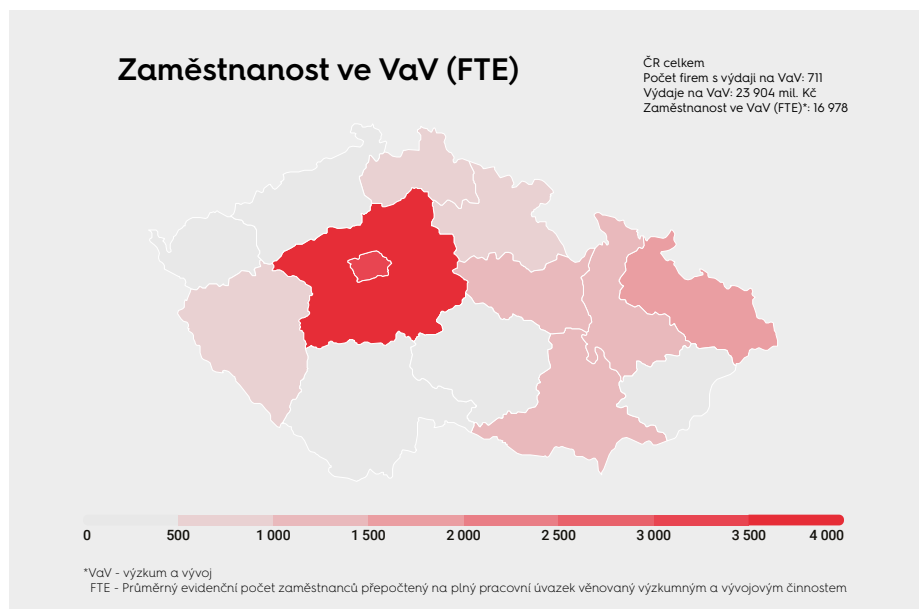 Zaměstnanost ve VaV (FTE)
ČR celkem
Počet firem s výdaji na VaV: 711
Výdaje na VaV: 23 904 mil. Kč
Zaměstnanost ve VaV (FTE)*: 16 978
0 500 1 000 1 500 2 000 2 500 3 000 3 500 4 000
*VaV - výzkum a vývoj
FTE - Průměrný evidenční počet zaměstnanců přepočtený na plný pracovní úvazek věnovaný výzkumným a vývojovým činnostem